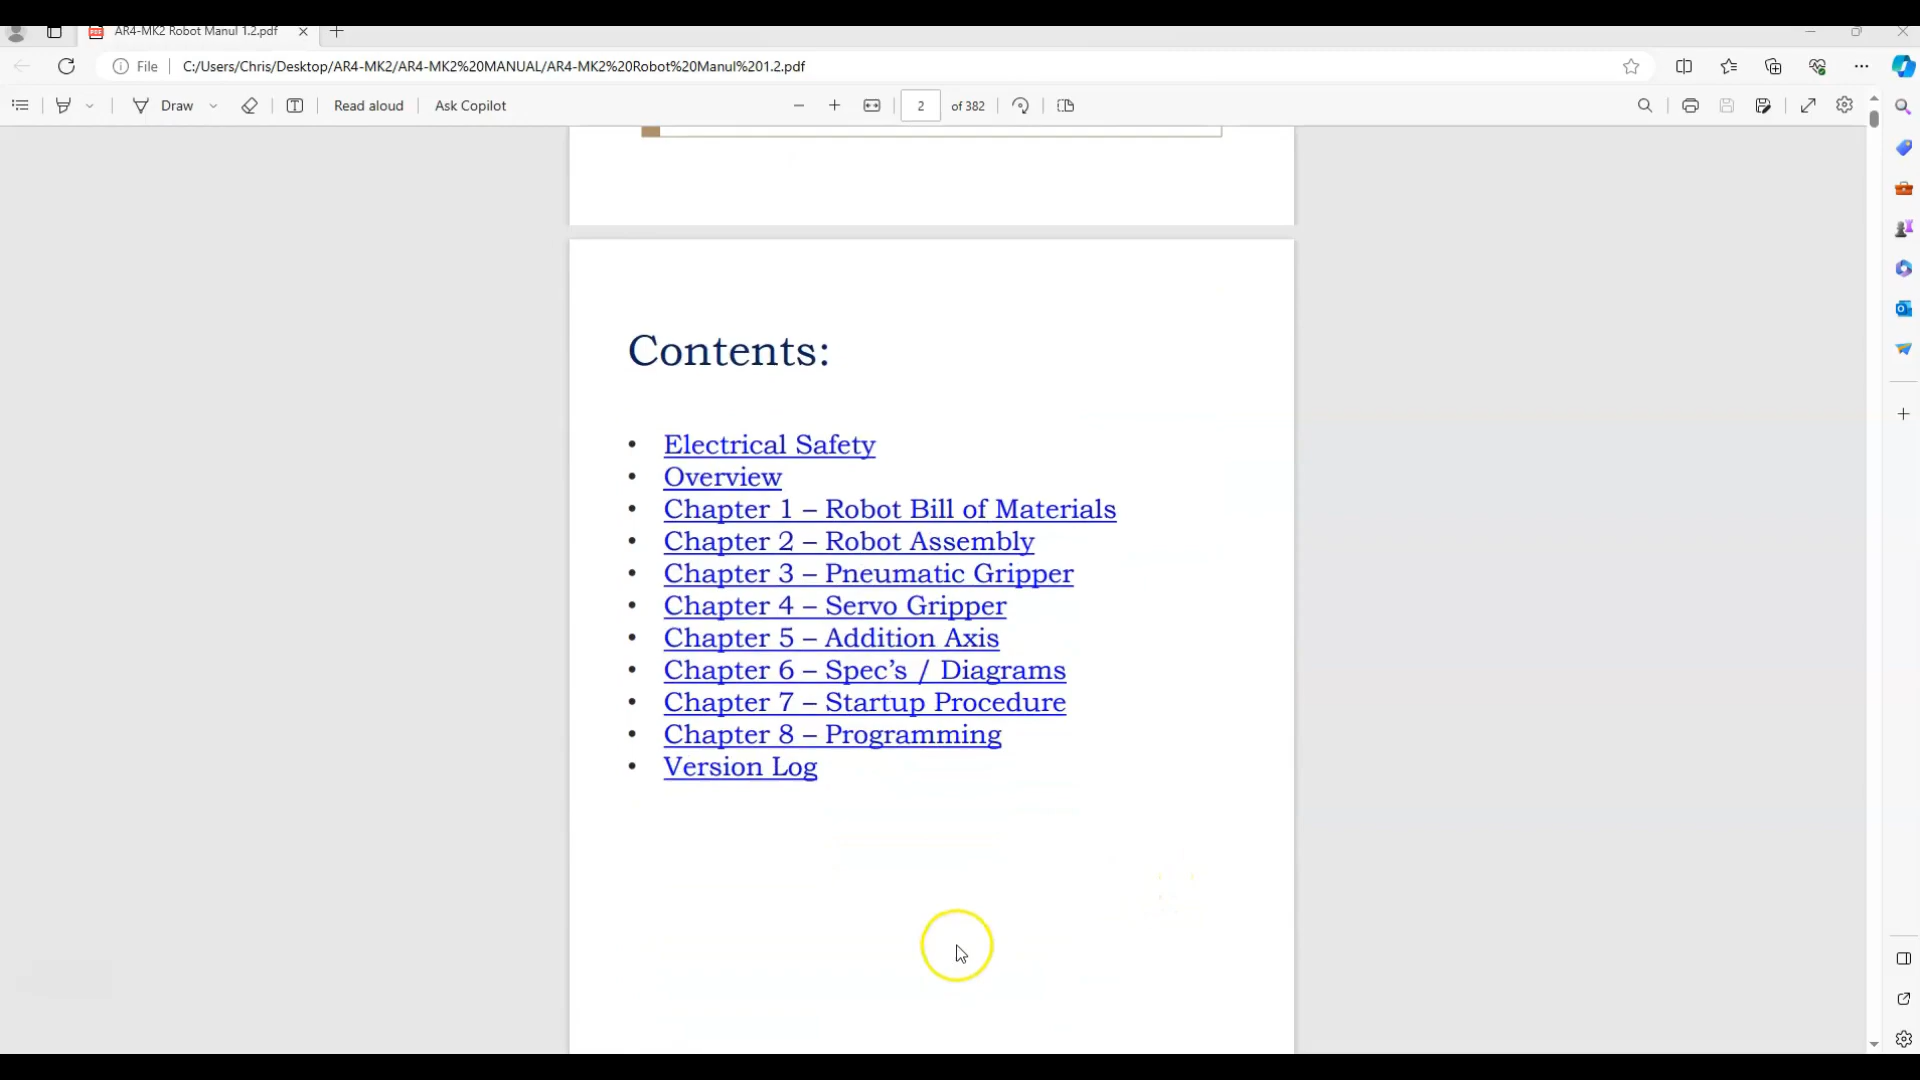 AR4-MK2 Robot Manul 1.2.pdf
File
C:/Users/Chris/Desktop/AR4-MK2/AR4-MK2%20MANUAL/AR4-MK2%20Robot%20Manul%201.2.pdf
Draw
Read aloud
Ask Copilot
2 of 382
Contents:
• Electrical Safety
• Overview
• Chapter 1 – Robot Bill of Materials
• Chapter 2 – Robot Assembly
• Chapter 3 – Pneumatic Gripper
• Chapter 4 – Servo Gripper
• Chapter 5 – Addition Axis
• Chapter 6 – Spec’s / Diagrams
• Chapter 7 – Startup Procedure
• Chapter 8 – Programming
• Version Log